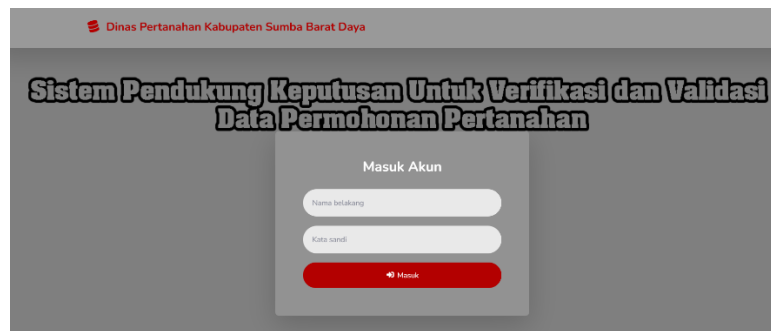 Dinas Pertanahan Kabupaten Sumba Barat Daya
Sistem Pendukung Keputusan Untuk Verifikasi dan Validasi
Data Permohonan Pertanahan
Masuk Akun
Nama belakang
Kata sandi
Masuk